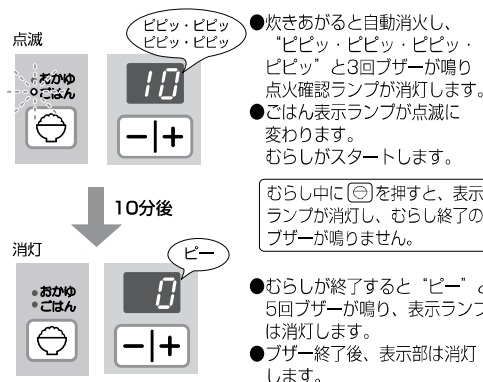 点滅
ピピッ・ピピッ
ピピッ・ピピッ
おかゆ
ごはん
10
−|+
10分後
消灯
ピー
おかゆ
ごはん
0
−|+
●炊きあがると自動消火し、
“ピピッ・ピピッ・ピピッ・
ピピッ”と3回ブザーが鳴り
点火確認ランプが消灯します。
●ごはん表示ランプが点滅に
変わります。
むらしがスタートします。
むらし中に を押すと、表示
ランプが消灯し、むらし終了の
ブザーが鳴りません。
●むらしが終了すると“ピー”
5回ブザーが鳴り、表示ランプ
は消灯します。
●ブザー終了後、表示部は消灯
します。